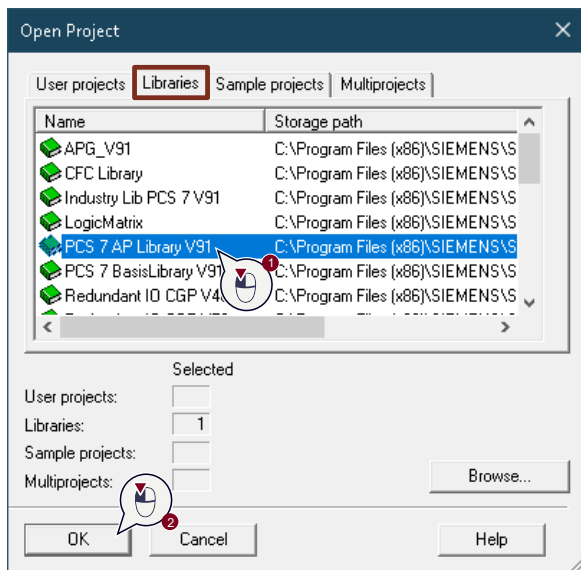 Open Project
User projects Libraries Sample projects Multiprojects
Name Storage path
APG_V91 C:\Program Files (x86)\SIEMENS\S
CFC Library C:\Program Files (x86)\SIEMENS\S
Industry Lib PCS 7 V91 C:\Program Files (x86)\SIEMENS\S
LogicMatrix C:\Program Files (x86)\SIEMENS\S
PCS 7 AP Library V91 C:\Program Files (x86)\SIEMENS\S
1
PCS 7 BasisLibrary V91 C:\Program Files (x86)\SIEMENS\S
Redundant IO CGP C:\Program Files (x86)\SIEMENS\S
Selected
User projects:
Libraries: 1
Sample projects:
Multiprojects:
Browse...
2
OK Cancel Help